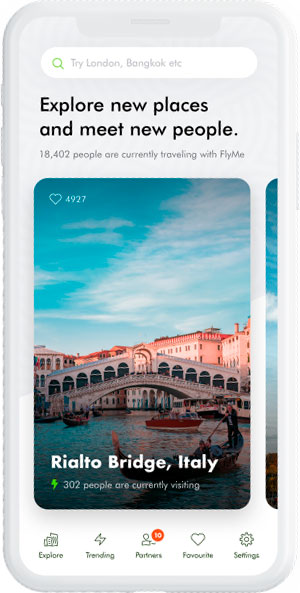 Try London, Bangkok etc
Explore new places
and meet new people.
18,402 people are currently traveling with FlyMe
4927
Rialto Bridge, Italy
302 people are currently visiting
10
Explore Trending Partners Favourite Settings